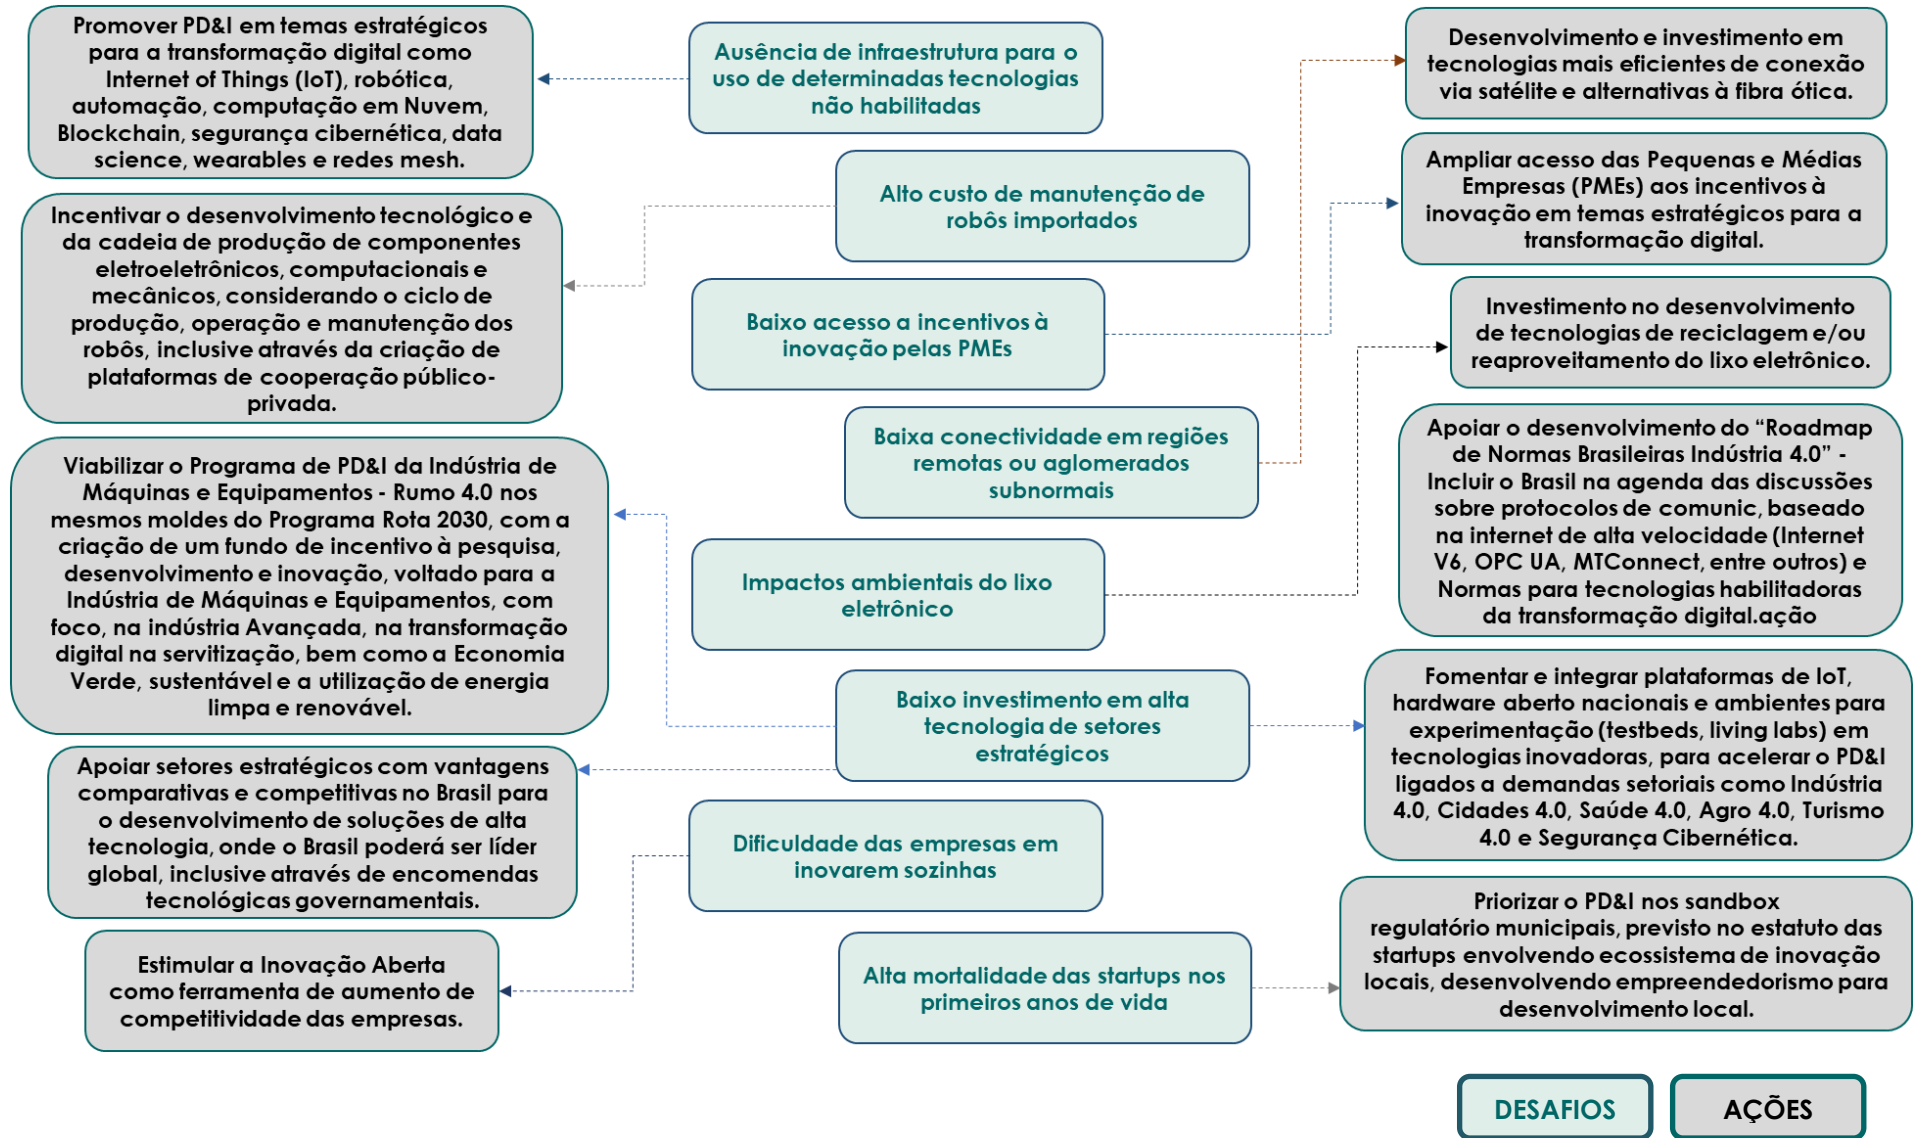 Promover PD&I em temas estratégicos
para a transformação digital como
Internet of Things (IoT), robótica,
automação, computação em Nuvem,
Blockchain, segurança cibernética, data
science, wearables e redes mesh.
Incentivar o desenvolvimento tecnológico e
da cadeia de produção de componentes
eletroeletrônicos, computacionais e
mecânicos, considerando o ciclo de
produção, operação e manutenção dos
robôs, inclusive através da criação de
plataformas de cooperação público-
privada.
Viabilizar o Programa de PD&I da Indústria de
Máquinas e Equipamentos - Rumo 4.0 nos
mesmos moldes do Programa Rota 2030, com a
criação de um fundo de incentivo à pesquisa,
desenvolvimento e inovação, voltado para a
Indústria de Máquinas e Equipamentos, com
foco, na indústria Avançada, na transformação
digital na servitização, bem como a Economia
Verde, sustentável e a utilização de energia
limpa e renovável.
Apoiar setores estratégicos com vantagens
comparativas e competitivas no Brasil para
o desenvolvimento de soluções de alta
tecnologia, onde o Brasil poderá ser líder
global, inclusive através de encomendas
tecnológicas governamentais.
Estimular a Inovação Aberta
como ferramenta de aumento de
competitividade das empresas.
Ausência de infraestrutura para o
uso de determinadas tecnologias
não habilitadas
Alto custo de manutenção de
robôs importados
Baixo acesso a incentivos à
inovação pelas PMEs
Baixa conectividade em regiões
remotas ou aglomerados
subnormais
Impactos ambientais do lixo
eletrônico
Baixo investimento em alta
tecnologia de setores
estratégicos
Dificuldade das empresas em
inovarem sozinhas
Alta mortalidade das startups nos
primeiros anos de vida
Desenvolvimento e investimento em
tecnologias mais eficientes de conexão
via satélite e alternativas à fibra ótica.
Ampliar acesso das Pequenas e Médias
Empresas (PMEs) aos incentivos à
inovação em temas estratégicos para a
transformação digital.
Investimento no desenvolvimento
de tecnologias de reciclagem e/ou
reaproveitamento do lixo eletrônico.
Apoiar o desenvolvimento do “Roadmap
de Normas Brasileiras Indústria 4.0” -
Incluir o Brasil na agenda das discussões
sobre protocolos de comunic, baseado
na internet de alta velocidade (Internet
V6, OPC UA, MTConnect, entre outros) e
Normas para tecnologias habilitadoras
da transformação digital.ação
Fomentar e integrar plataformas de IoT,
hardware aberto nacionais e ambientes para
experimentação (testbeds, living labs) em
tecnologias inovadoras, para acelerar o PD&I
ligados a demandas setoriais como Indústria
4.0, Cidades 4.0, Saúde 4.0, Agro 4.0, Turismo
4.0 e Segurança Cibernética.
Priorizar o PD&I nos sandbox
regulatório municipais, previsto no estatuto das
startups envolvendo ecossistema de inovação
locais, desenvolvendo empreendedorismo para
desenvolvimento local.
DESAFIOS
AÇÕES